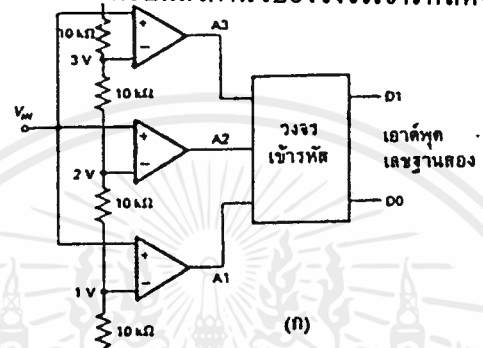 10 kΩ
3 V
10 kΩ
V_IN
A3
A2
วงจร
เข้ารหัส
D1
เอาต์พุต
เลขฐานสอง
D0
2 V
10 kΩ
A1
1 V
10 kΩ
(ก)